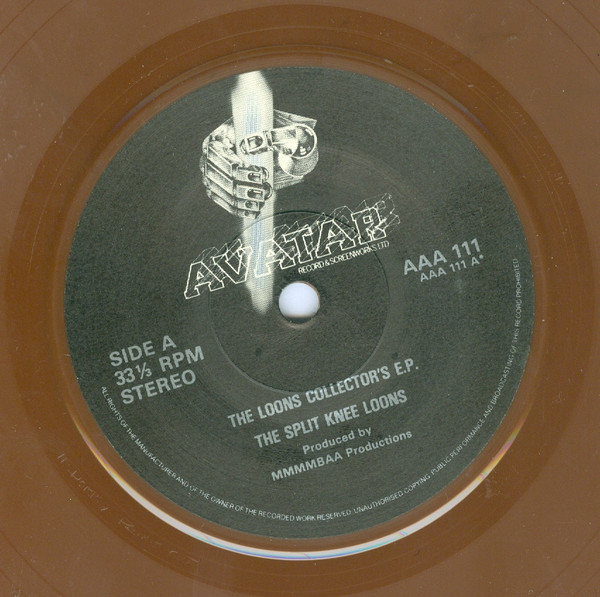 AVATAR
RECORD & SCREENWORKS LTD
AAA 111
AAA 111 A*
SIDE A
33 ⅓ RPM
STEREO
THE LOONS COLLECTOR'S E.P.
THE SPLIT KNEE LOONS
Produced by
MMMMBAA Productions
ALL RIGHTS OF THE MANUFACTURER AND OF THE OWNER OF THE RECORDED WORK RESERVED. UNAUTHORISED COPYING, PUBLIC PERFORMANCE AND BROADCASTING OF THIS RECORD PROHIBITED